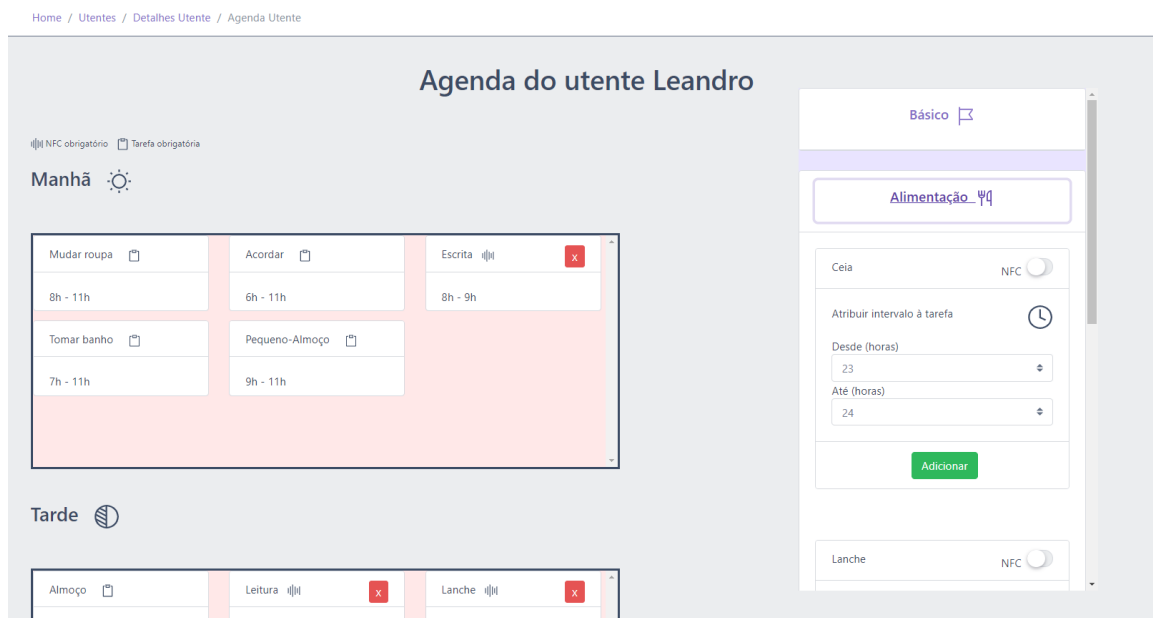 Home / Utentes / Detalhes Utente / Agenda Utente
Agenda do utente Leandro
NFC obrigatório Tarefa obrigatória
Manhã
Mudar roupa
8h - 11h
Acordar
6h - 11h
Escrita
x
8h - 9h
Tomar banho
7h - 11h
Pequeno-Almoço
9h - 11h
Tarde
Almoço
Leitura
x
Lanche
x
Básico
Alimentação
Ceia
NFC
Atribuir intervalo à tarefa
Desde (horas)
23
Até (horas)
24
Adicionar
Lanche
NFC